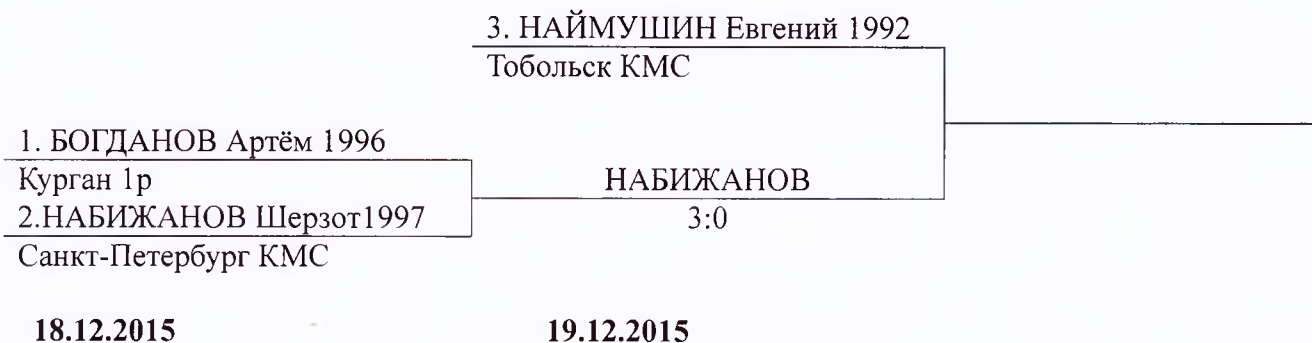 3. НАЙМУШИН Евгений 1992
Тобольск КМС
1. БОГДАНОВ Артём 1996
Курган 1р
НАБИЖАНОВ
2.НАБИЖАНОВ Шерзот1997
3:0
Санкт-Петербург КМС
18.12.2015
19.12.2015